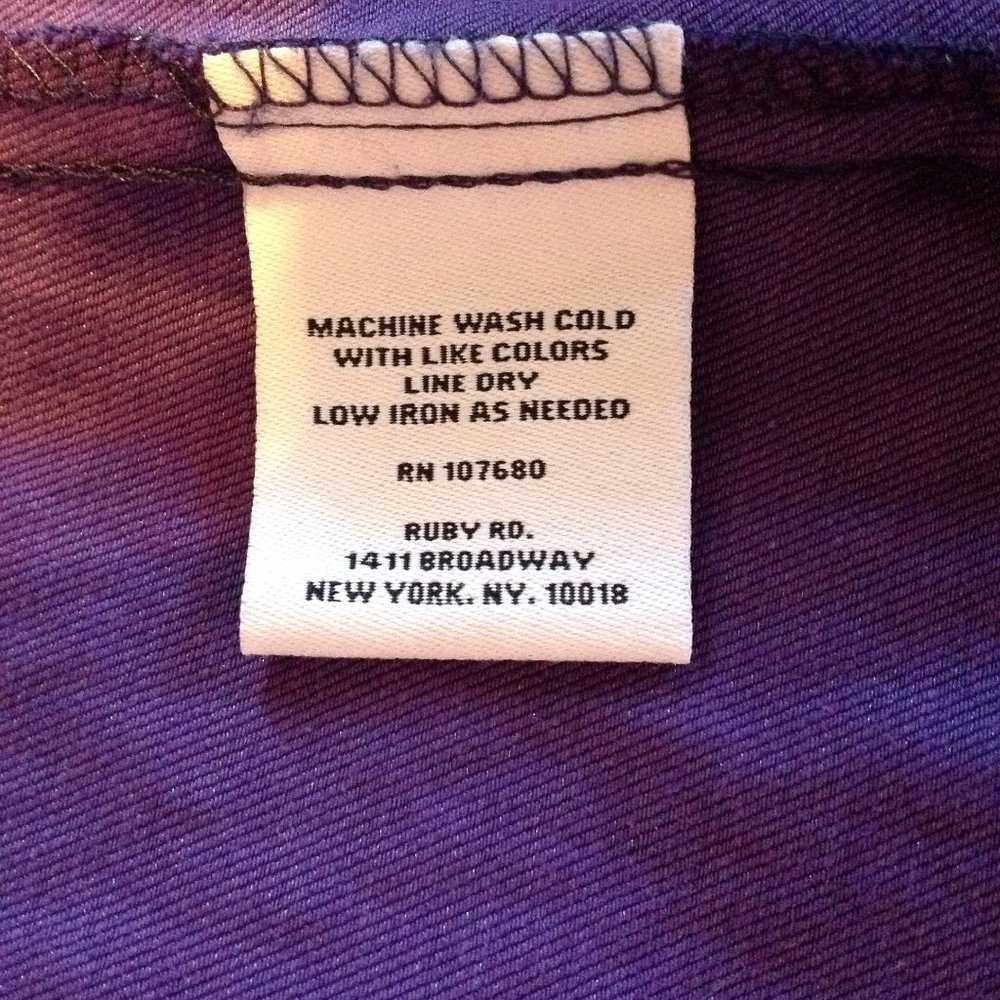 MACHINE WASH COLD
WITH LIKE COLORS
LINE DRY
LOW IRON AS NEEDED
RN 107680
RUBY RD.
1411 BROADWAY
NEW YORK. NY. 10018